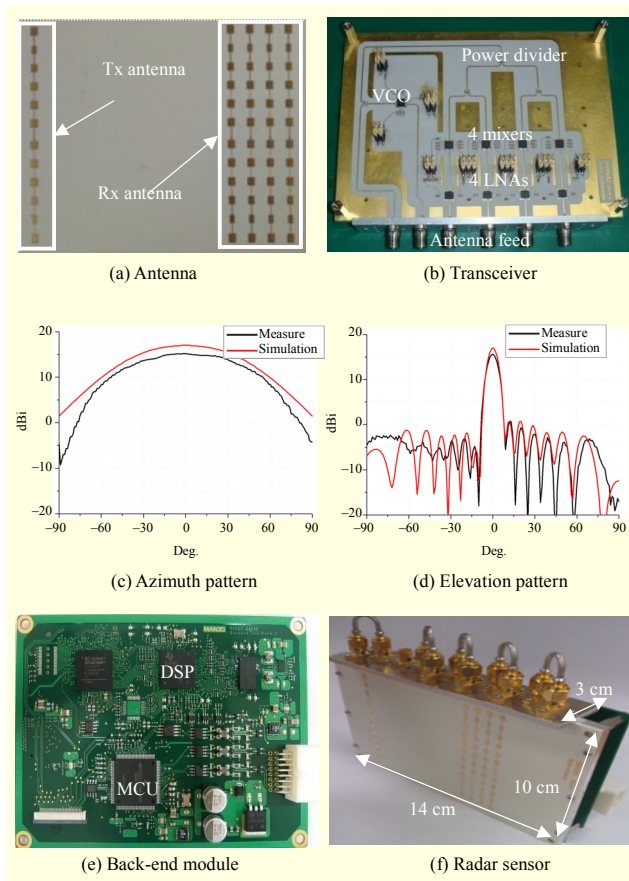 Tx antenna
Rx antenna
(a) Antenna
Power divider
VCO
4 mixers
4 LNAs
Antenna feed
(b) Transceiver
Measure
Simulation
20
10
0
–10
–20
dBi
–90
–60
–30
0
30
60
90
Deg.
(c) Azimuth pattern
Measure
Simulation
20
10
0
–10
–20
dBi
–90
–60
–30
0
30
60
90
Deg.
(d) Elevation pattern
DSP
MCU
(e) Back-end module
3 cm
10 cm
14 cm
(f) Radar sensor